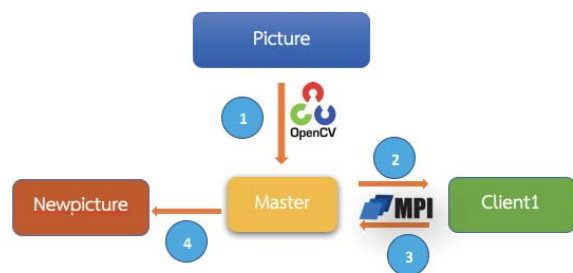 Picture
1
OpenCV
2
Newpicture
Master
MPI
Client1
4
3